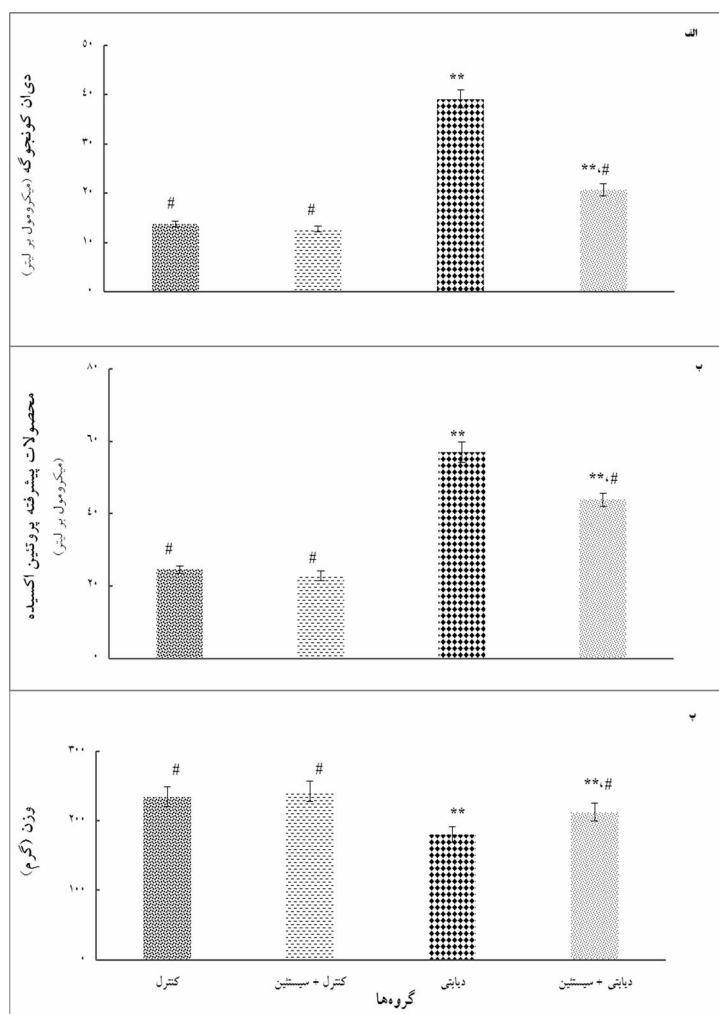 الف
دی‌ان کونجوگه (میکرومول بر لیتر)
۵۰
۴۰
۳۰
۲۰
۱۰
۰
#
#
**
**،#
ب
محصولات پیشرفته پروتئین اکسیده
(میکرومول بر لیتر)
۸۰
۶۰
۴۰
۲۰
۰
#
#
**
**،#
پ
وزن (گرم)
۳۰۰
۲۰۰
۱۰۰
۰
#
#
**
**،#
کنترل
کنترل + سیستئین
دیابتی
دیابتی + سیستئین
گروه‌ها